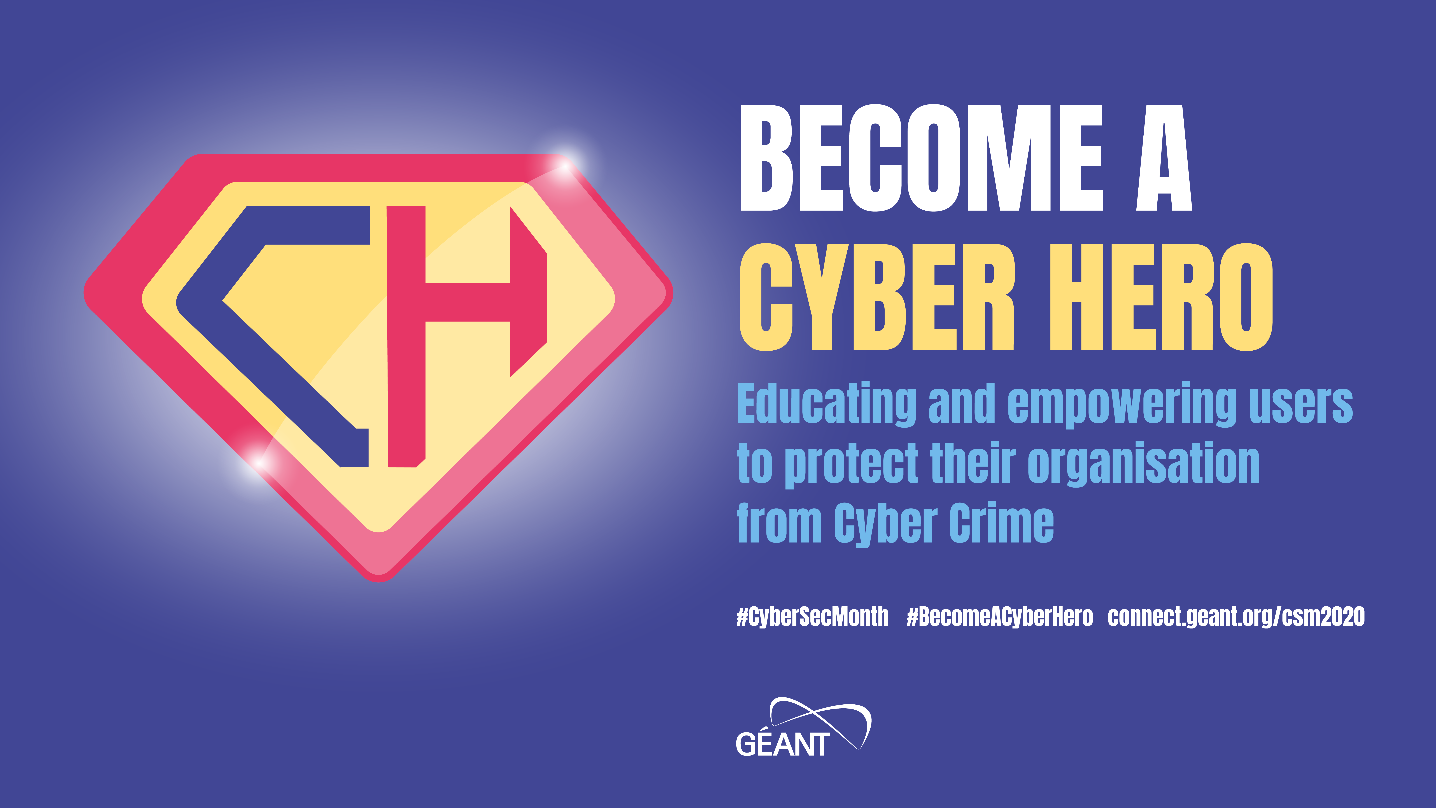 CH
BECOME A
CYBER HERO
Educating and empowering users
to protect their organisation
from Cyber Crime
#CyberSecMonth #BecomeACyberHero connect.geant.org/csm2020
GÉANT